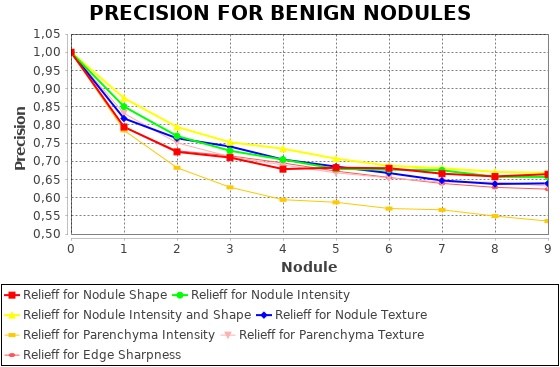 PRECISION FOR BENIGN NODULES
1,05
1,00
0,95
0,90
0,85
0,80
0,75
0,70
0,65
0,60
0,55
0,50
Precision
0 1 2 3 4 5 6 7 8 9
Nodule
Relieff for Nodule Shape Relieff for Nodule Intensity
Relieff for Nodule Intensity and Shape Relieff for Nodule Texture
Relieff for Parenchyma Intensity Relieff for Parenchyma Texture
Relieff for Edge Sharpness